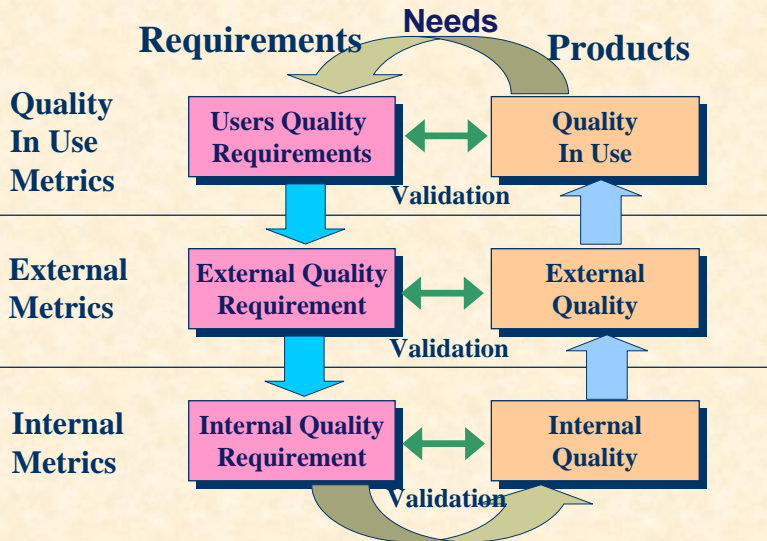 Needs
Requirements
Products
Quality
In Use
Metrics
Users Quality
Requirements
Quality
In Use
Validation
External
Metrics
External Quality
Requirement
External
Quality
Validation
Internal
Metrics
Internal Quality
Requirement
Internal
Quality
Validation